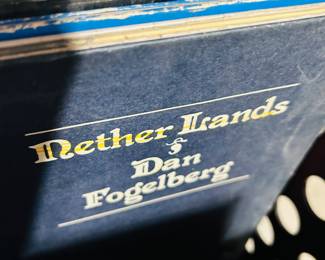 Nether Lands
Dan
Fogelberg